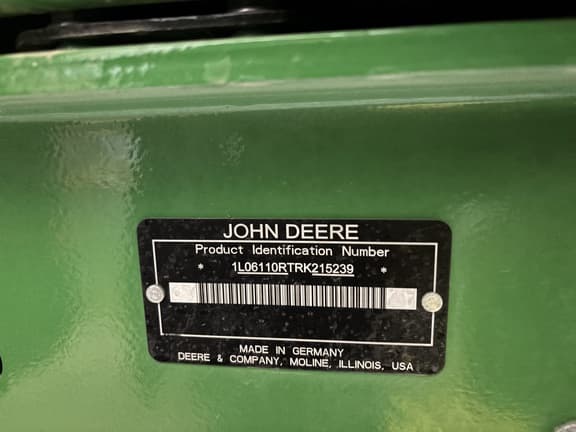 JOHN DEERE
Product Identification Number
* 1L06110RTRK215239 *
MADE IN GERMANY
DEERE & COMPANY, MOLINE, ILLINOIS, USA